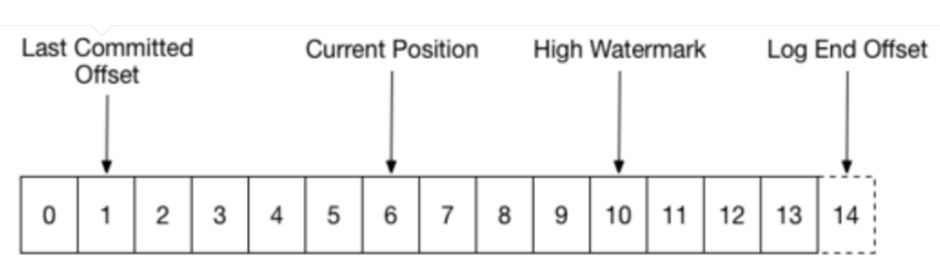 Last Committed
Offset
Current Position
High Watermark
Log End Offset
0 1 2 3 4 5 6 7 8 9 10 11 12 13 14